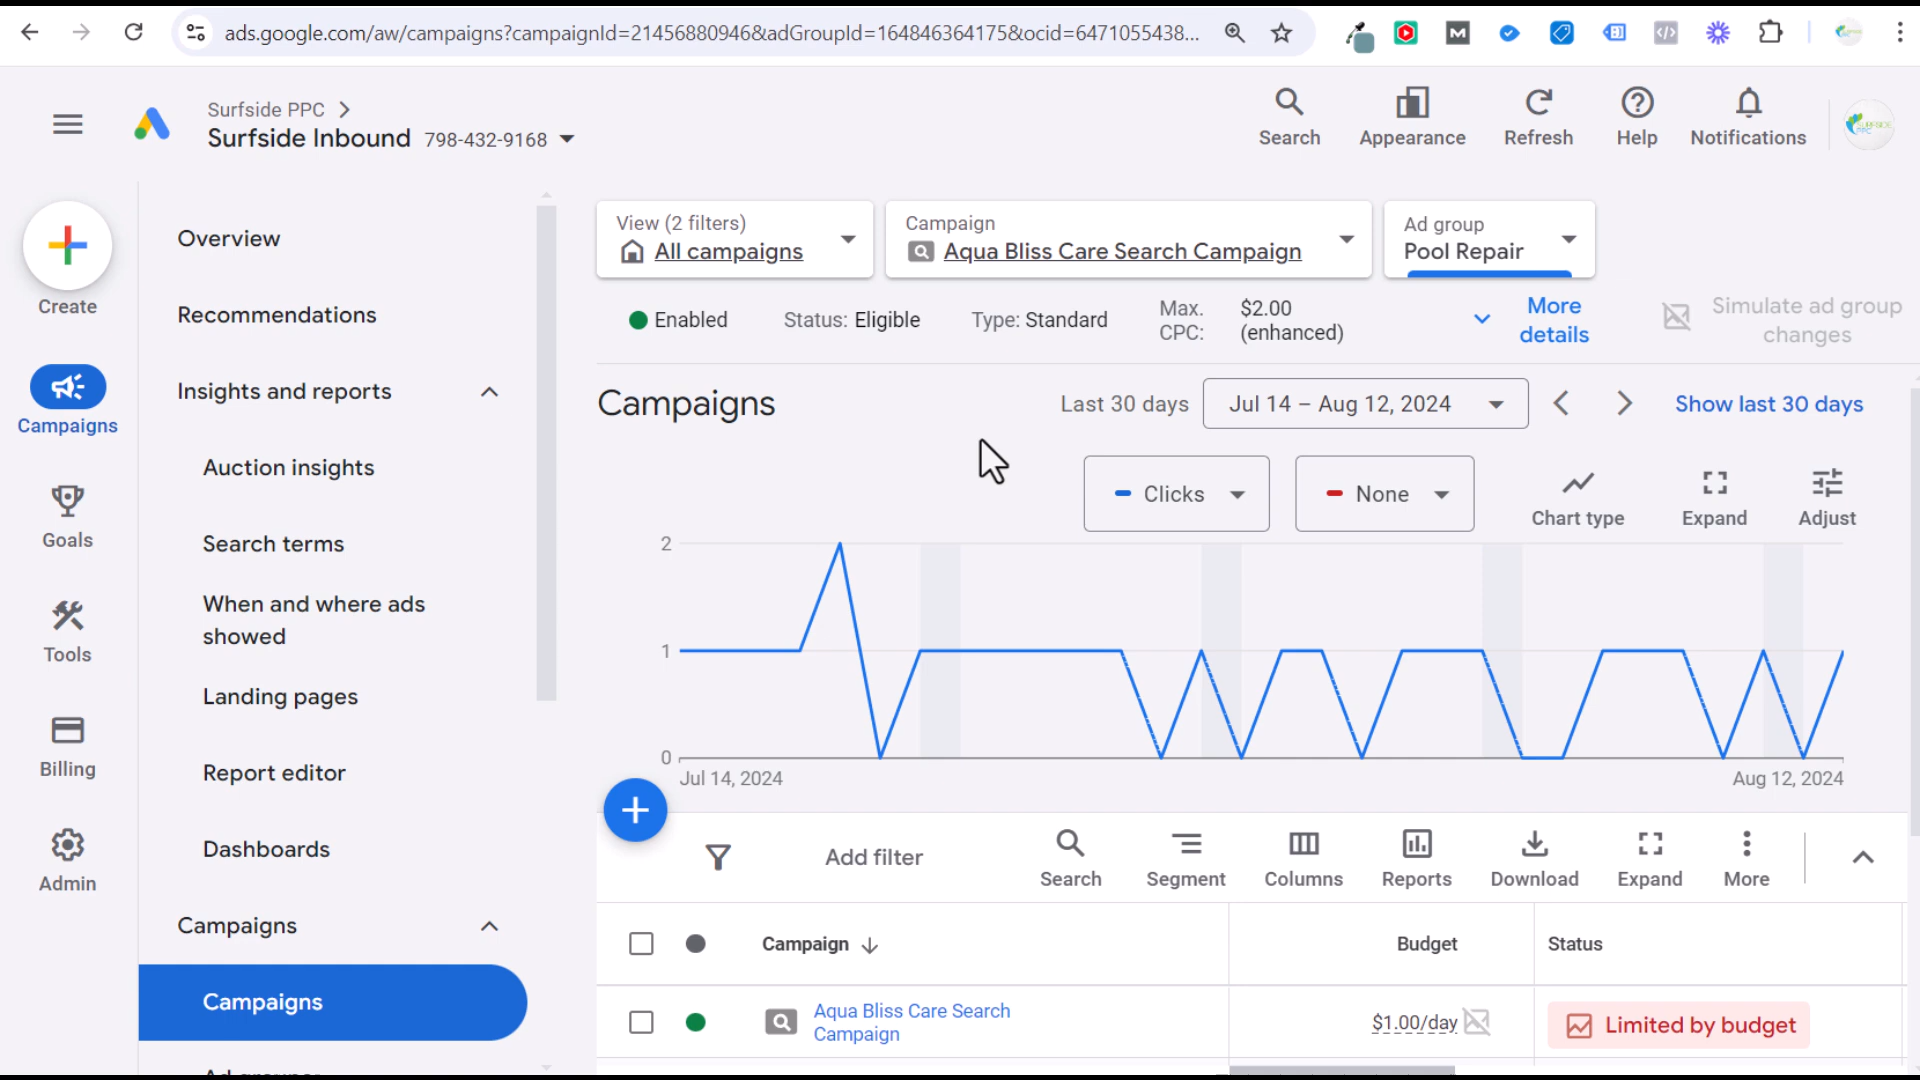 ads.google.com/aw/campaigns?campaignId=21456880946&adGroupId=164846364175&ocid=6471055438...
Surfside PPC
Surfside Inbound 798-432-9168
Search
Appearance
Refresh
Help
Notifications
Create
Campaigns
Goals
Tools
Billing
Admin
Overview
Recommendations
Insights and reports
Auction insights
Search terms
When and where ads
showed
Landing pages
Report editor
Dashboards
Campaigns
Campaigns
View (2 filters)
All campaigns
Campaign
Aqua Bliss Care Search Campaign
Ad group
Pool Repair
Enabled
Status: Eligible
Type: Standard
Max.
CPC:
$2.00
(enhanced)
More
details
Simulate ad group
changes
Campaigns
Last 30 days
Jul 14 – Aug 12, 2024
Show last 30 days
Clicks
None
Chart type
Expand
Adjust
2
1
0
Jul 14, 2024
Aug 12, 2024
Add filter
Search
Segment
Columns
Reports
Download
Expand
More
Campaign
Budget
Status
Aqua Bliss Care Search
Campaign
$1.00/day
Limited by budget